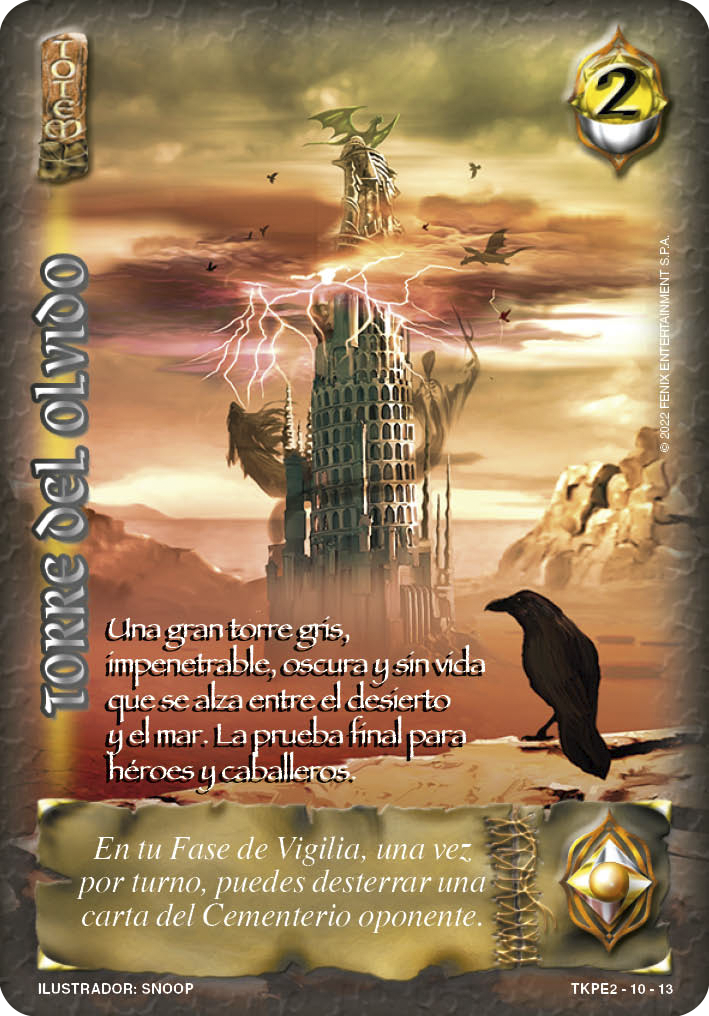 TOTEM
2
TORRE DEL OLVIDO
© 2022 FENIX ENTERTAINMENT S.P.A.
Una gran torre gris,
impenetrable, oscura y sin vida
que se alza entre el desierto
y el mar. La prueba final para
héroes y caballeros.
En tu Fase de Vigilia, una vez
por turno, puedes desterrar una
carta del Cementerio oponente.
ILUSTRADOR: SNOOP
TKPE2 - 10 - 13